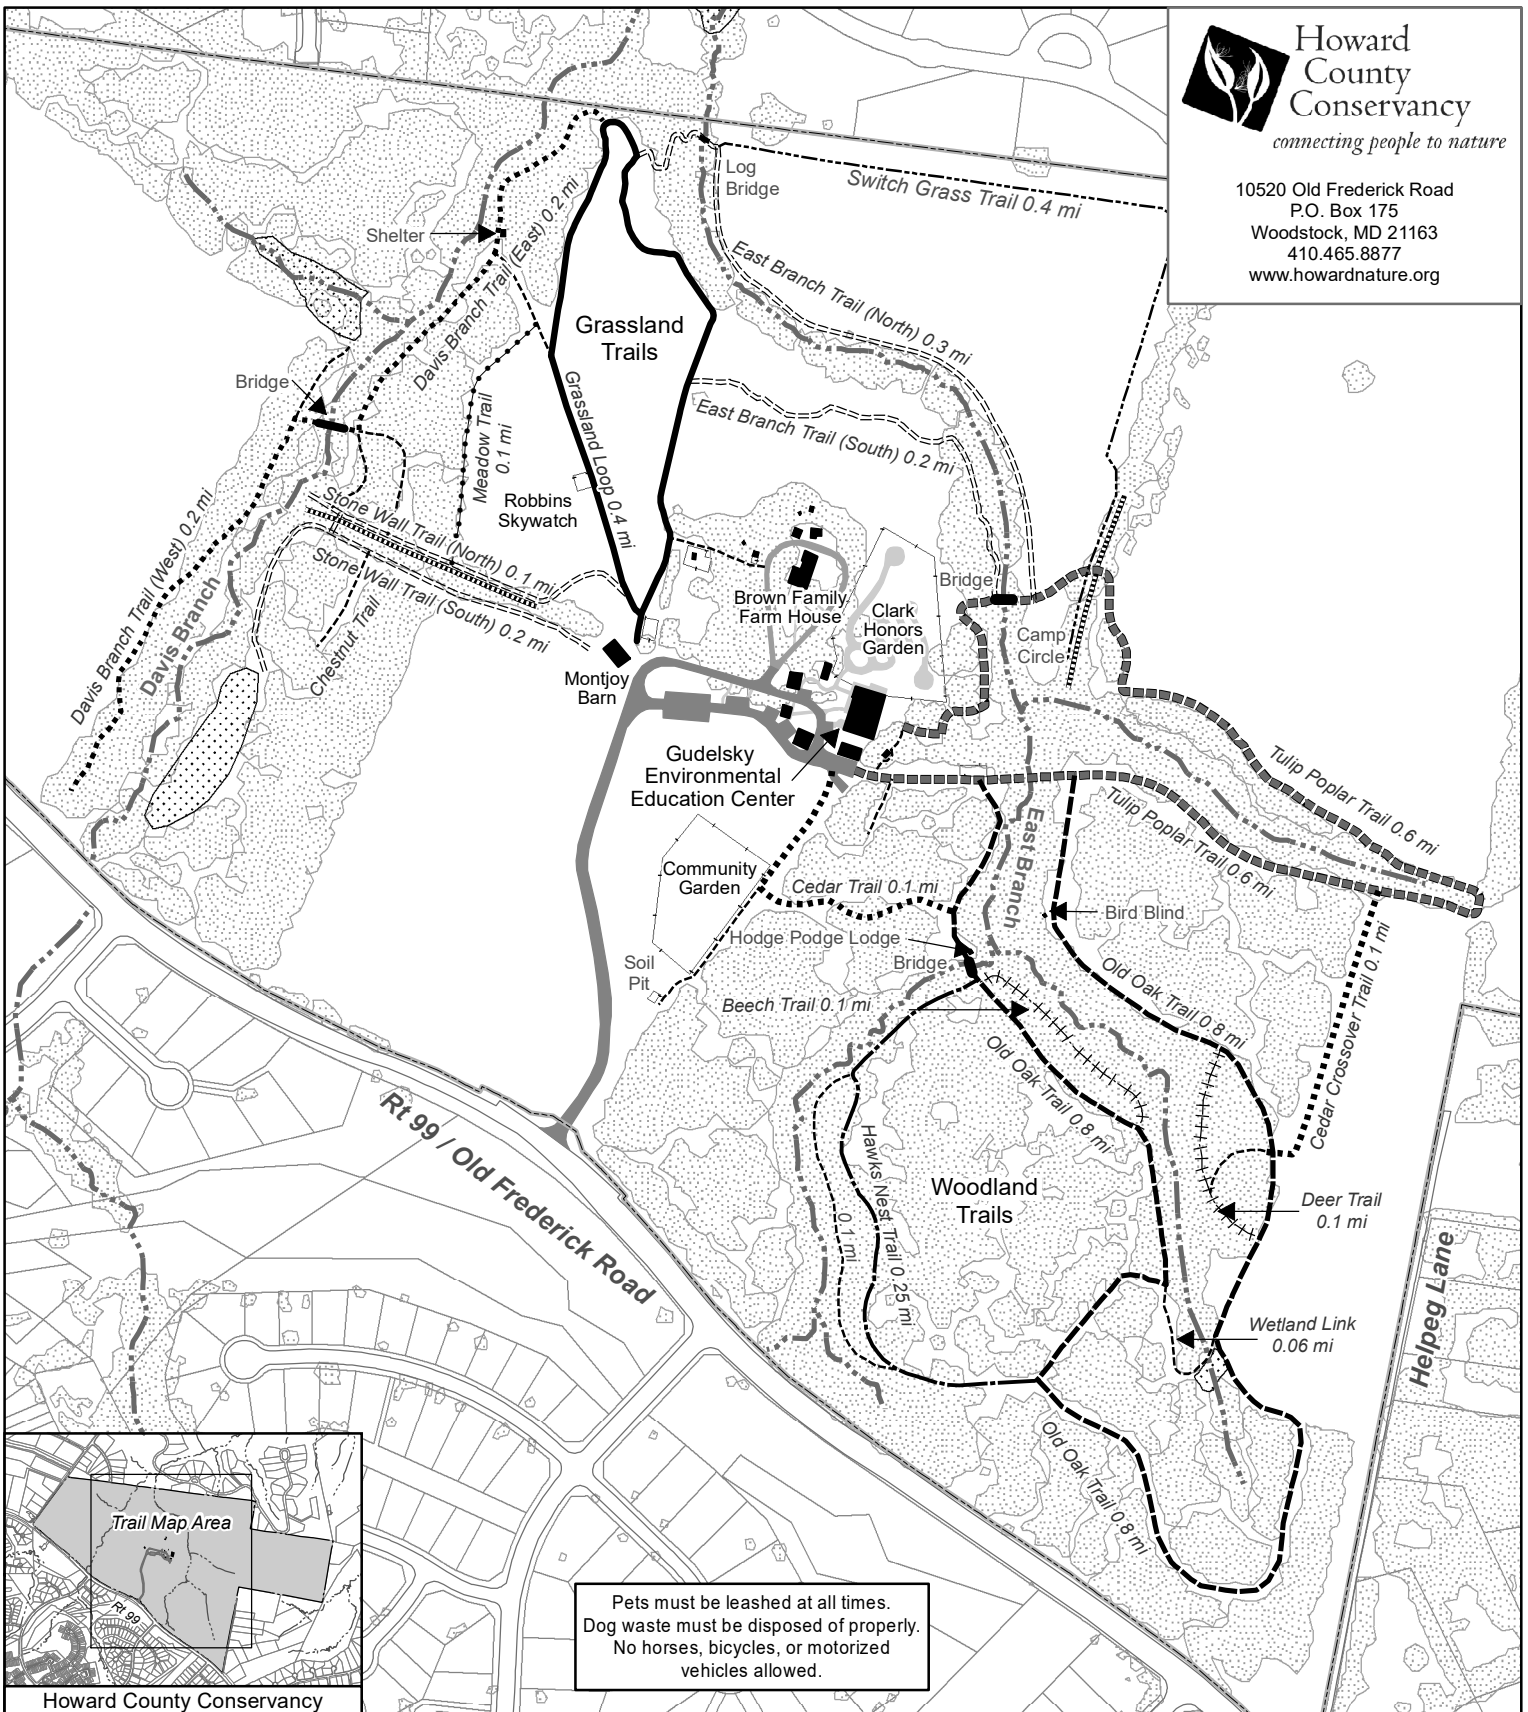 Howard
County
Conservancy
connecting people to nature
10520 Old Frederick Road
P.O. Box 175
Woodstock, MD 21163
410.465.8877
www.howardnature.org
Log
Bridge
Switch Grass Trail 0.4 mi
Shelter
Davis Branch Trail (East) 0.2 mi
East Branch Trail (North) 0.3 mi
Grassland
Trails
Bridge
Grassland Loop 0.4 mi
Meadow Trail
0.1 mi
East Branch Trail (South) 0.2 mi
Robbins
Skywatch
Stone Wall Trail (North) 0.1 mi
Stone Wall Trail (South) 0.2 mi
Davis Branch Trail (West) 0.2 mi
Davis Branch
Chestnut Trail
Bridge
Brown Family
Farm House
Clark
Honors
Garden
Camp
Circle
Montjoy
Barn
Gudelsky
Environmental
Education Center
Tulip Poplar Trail 0.6 mi
Tulip Poplar Trail 0.6 mi
East Branch
Community
Garden
Cedar Trail 0.1 mi
Bird Blind
Hodge Podge Lodge
Bridge
Soil
Pit
Beech Trail 0.1 mi
Old Oak Trail 0.8 mi
Cedar Crossover Trail 0.1 mi
Old Oak Trail 0.8 mi
Rt 99 / Old Frederick Road
Hawks Nest Trail 0.25 mi
0.1 mi
Woodland
Trails
Deer Trail
0.1 mi
Wetland Link
0.06 mi
Helpeg Lane
Old Oak Trail 0.8 mi
Trail Map Area
Rt 99
Howard County Conservancy
Pets must be leashed at all times.
Dog waste must be disposed of properly.
No horses, bicycles, or motorized
vehicles allowed.